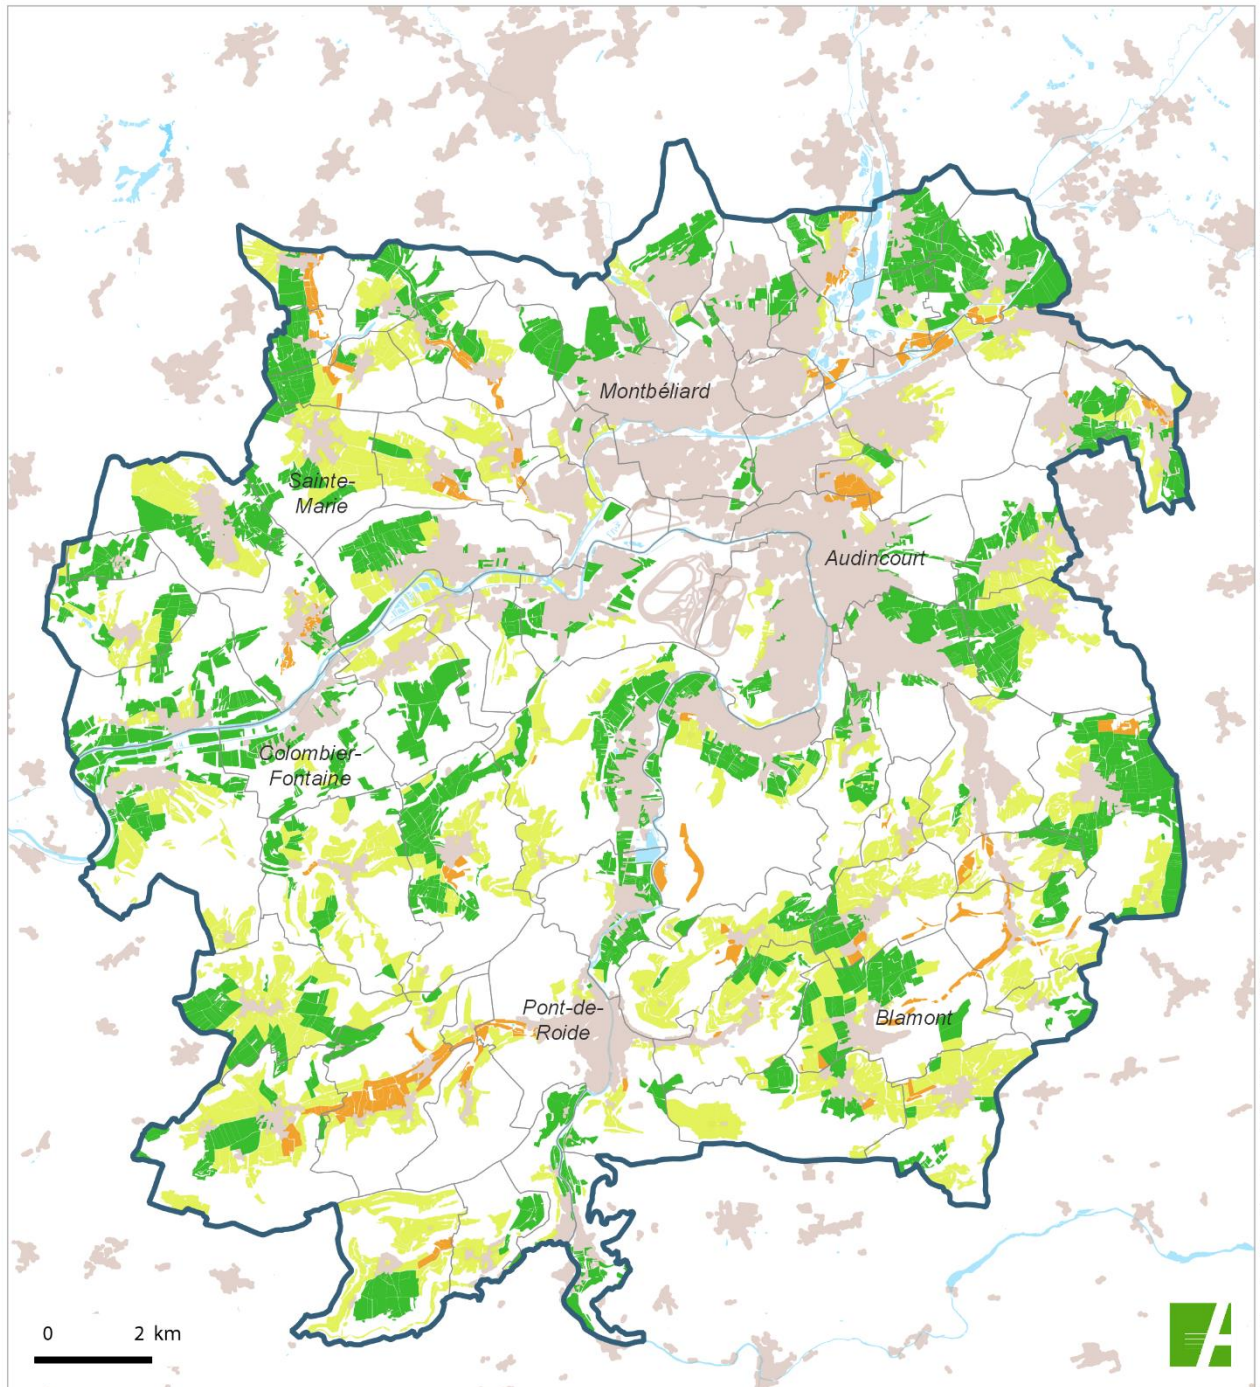 Montbéliard
Sainte-
Marie
Audincourt
Colombier-
Fontaine
Pont-de-
Roide
Blamont
0 2 km